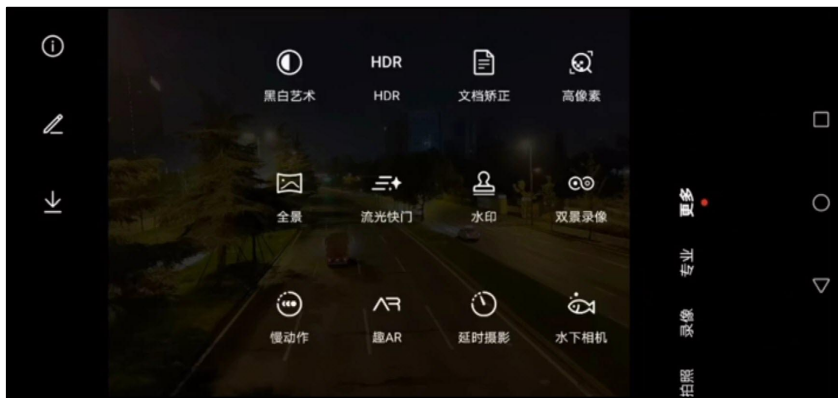 黑白艺术
HDR
HDR
文档矫正
高像素
全景
流光快门
水印
双景录像
慢动作
趣AR
延时摄影
水下相机
更多
专业
录像
拍照